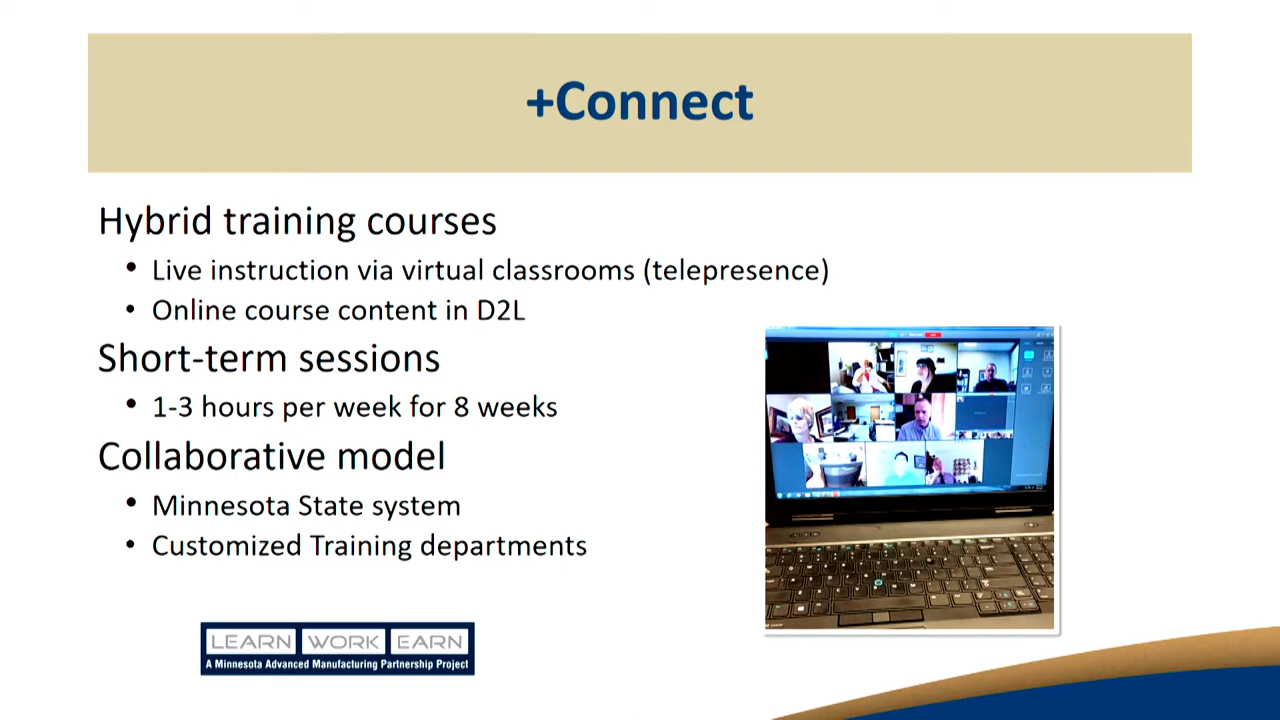 +Connect
Hybrid training courses
• Live instruction via virtual classrooms (telepresence)
• Online course content in D2L
Short-term sessions
• 1-3 hours per week for 8 weeks
Collaborative model
• Minnesota State system
• Customized Training departments
LEARN WORK EARN
A Minnesota Advanced Manufacturing Partnership Project